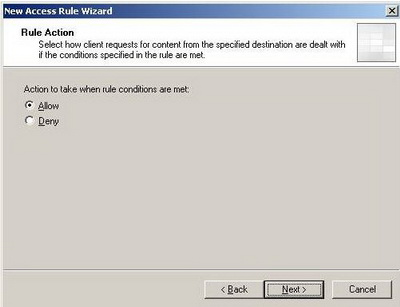 New Access Rule Wizard
Rule Action
Select how client requests for content from the specified destination are dealt with
if the conditions specified in the rule are met.
Action to take when rule conditions are met:
Allow
Deny
< Back Next > Cancel